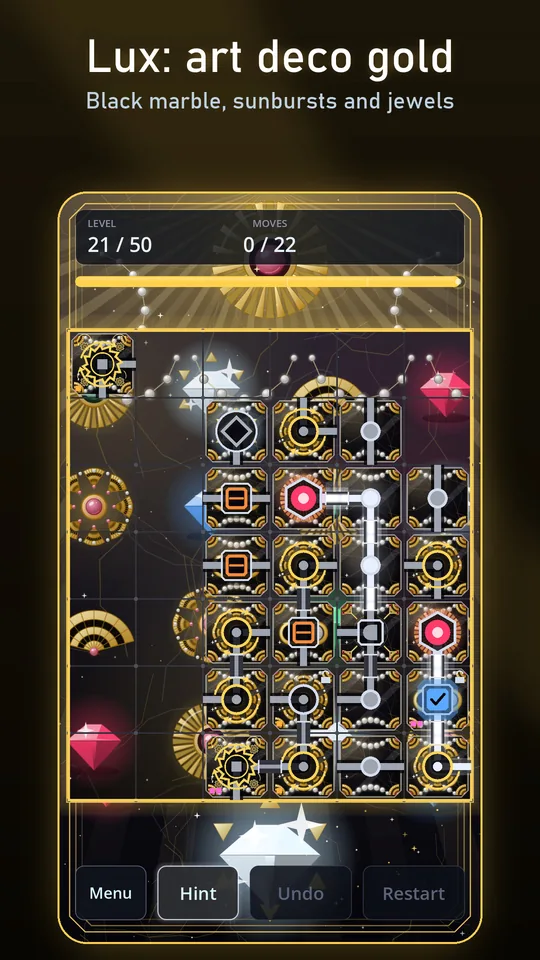 Lux: art deco gold
Black marble, sunbursts and jewels
LEVEL
MOVES
21 / 50
0 / 22
Menu
Hint
Undo
Restart